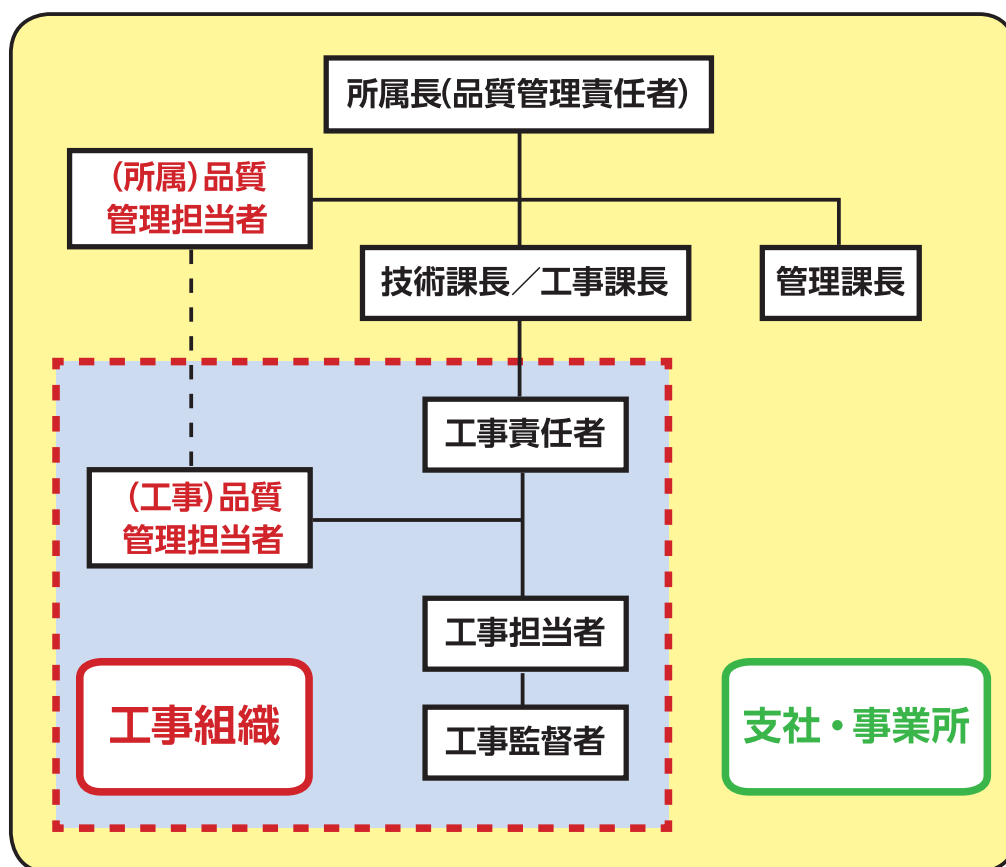 所属長(品質管理責任者)
(所属)品質
管理担当者
技術課長／工事課長
管理課長
工事責任者
(工事)品質
管理担当者
工事担当者
工事監督者
工事組織
支社・事業所